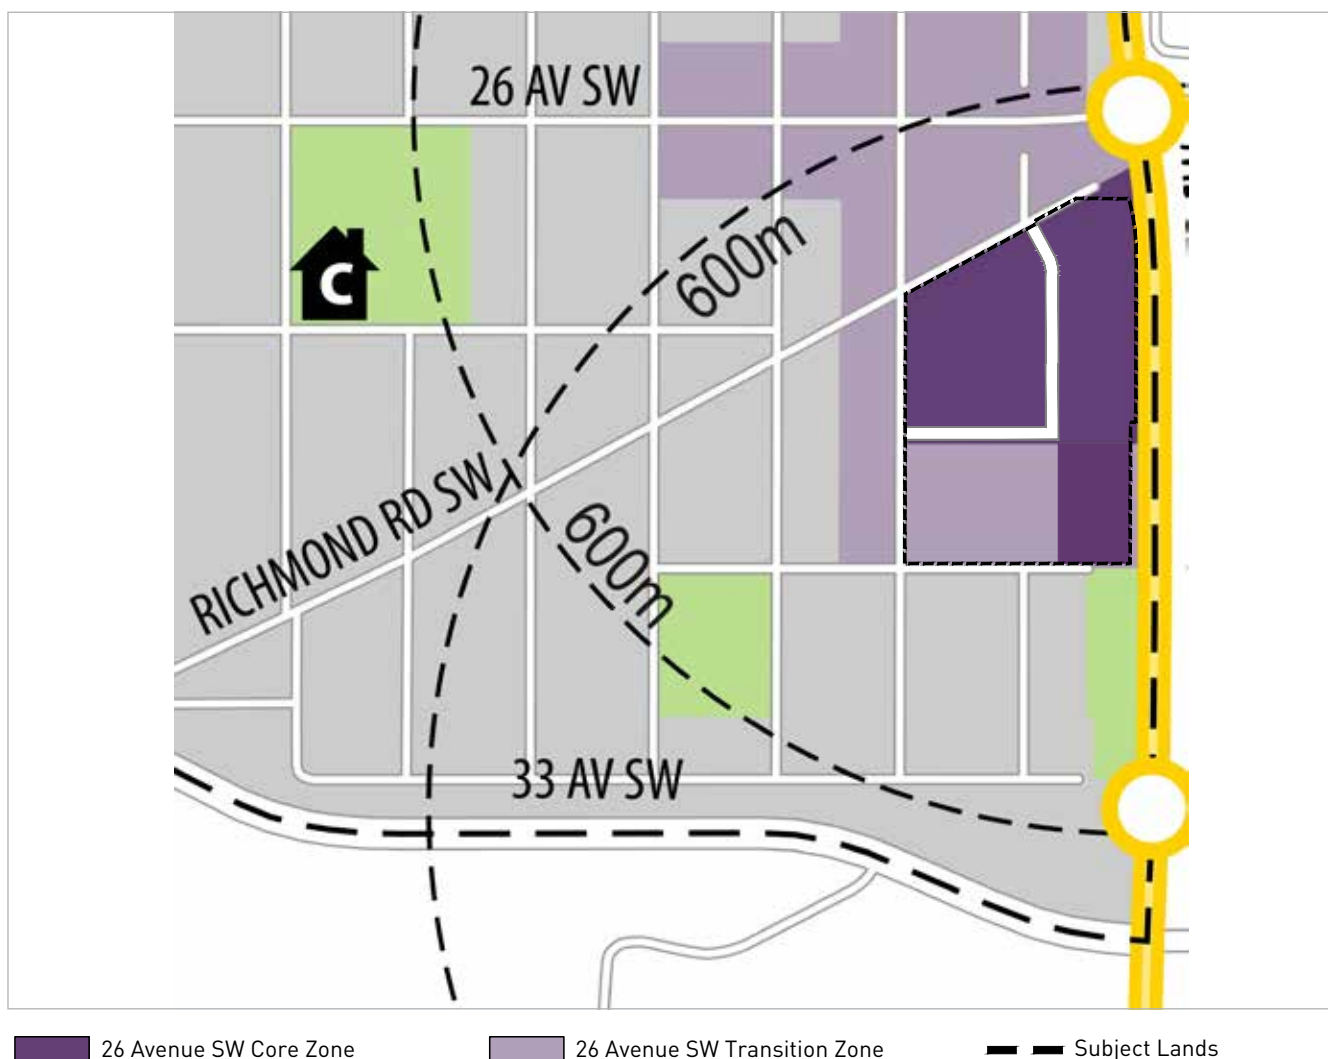 26 AV SW
C
600m
RICHMOND RD SW
600m
33 AV SW
26 Avenue SW Core Zone
26 Avenue SW Transition Zone
Subject Lands